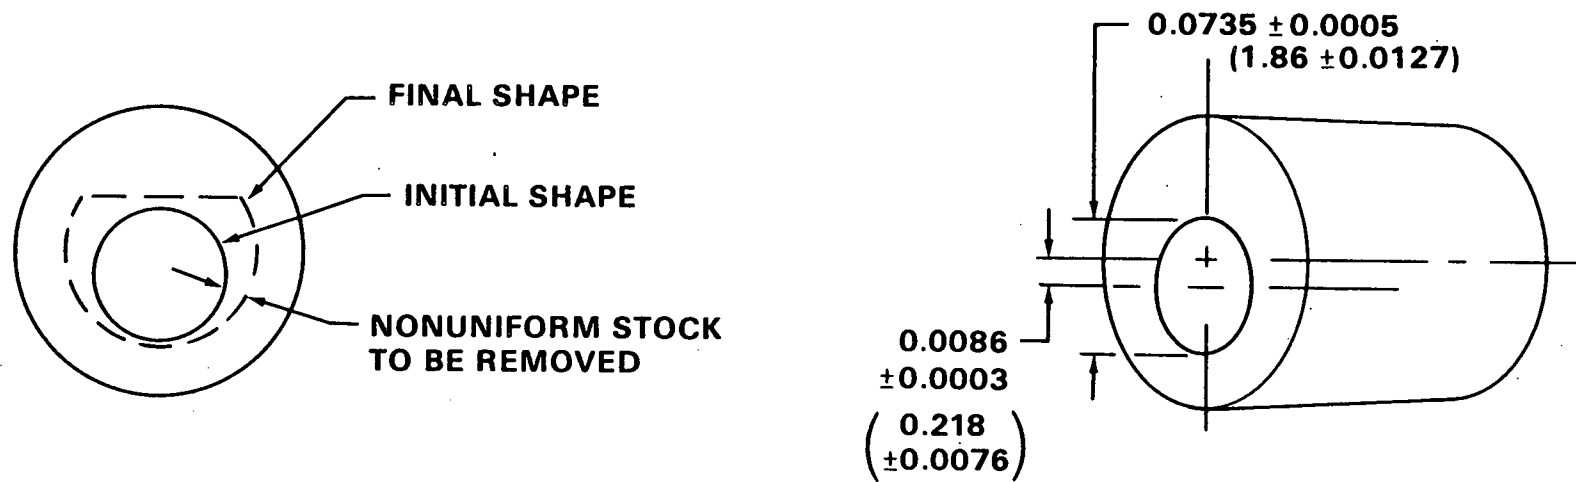 FINAL SHAPE
INITIAL SHAPE
NONUNIFORM STOCK
TO BE REMOVED
0.0735 ±0.0005
(1.86 ±0.0127)
0.0086
±0.0003
(0.218
±0.0076)